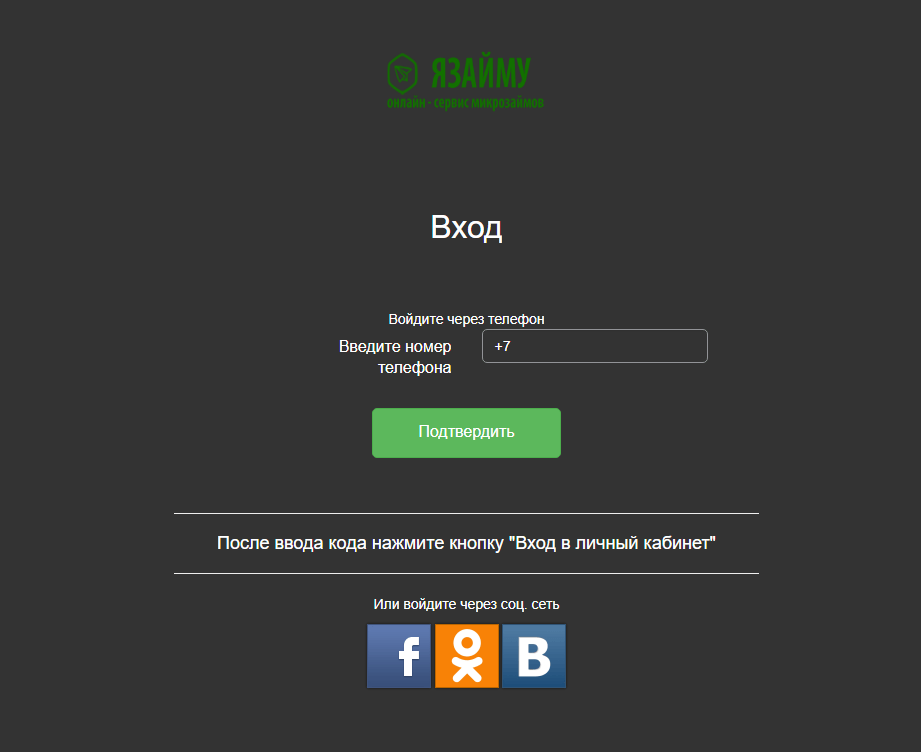 ЯЗАЙМУ
онлайн - сервис микрозаймов
Вход
Войдите через телефон
Введите номер
телефона
+7
Подтвердить
После ввода кода нажмите кнопку "Вход в личный кабинет"
Или войдите через соц. сеть
f
B